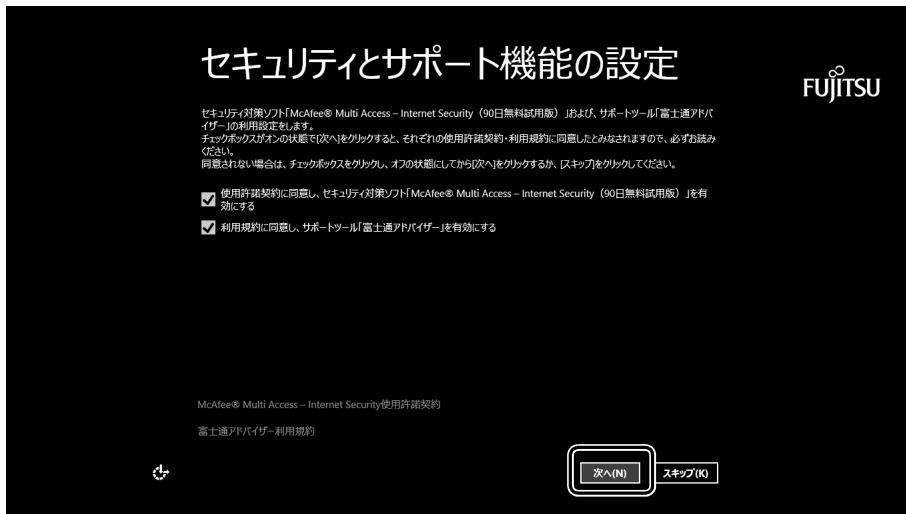 セキュリティとサポート機能の設定
FUJITSU
セキュリティ対策ソフト｢McAfee® Multi Access – Internet Security（90日無料試用版）｣および、サポートツール｢富士通アドバ
イザー｣の利用設定をします。
チェックボックスがオンの状態で[次へ]をクリックすると、それぞれの使用許諾契約･利用規約に同意したとみなされますので、必ずお読み
ください。
同意されない場合は、チェックボックスをクリックし、オフの状態にしてから[次へ]をクリックするか、[スキップ]をクリックしてください。
使用許諾契約に同意し、セキュリティ対策ソフト｢McAfee® Multi Access – Internet Security（90日無料試用版）｣を有
効にする
利用規約に同意し、サポートツール｢富士通アドバイザー｣を有効にする
McAfee® Multi Access – Internet Security使用許諾契約
富士通アドバイザー利用規約
次へ(N)
スキップ(K)